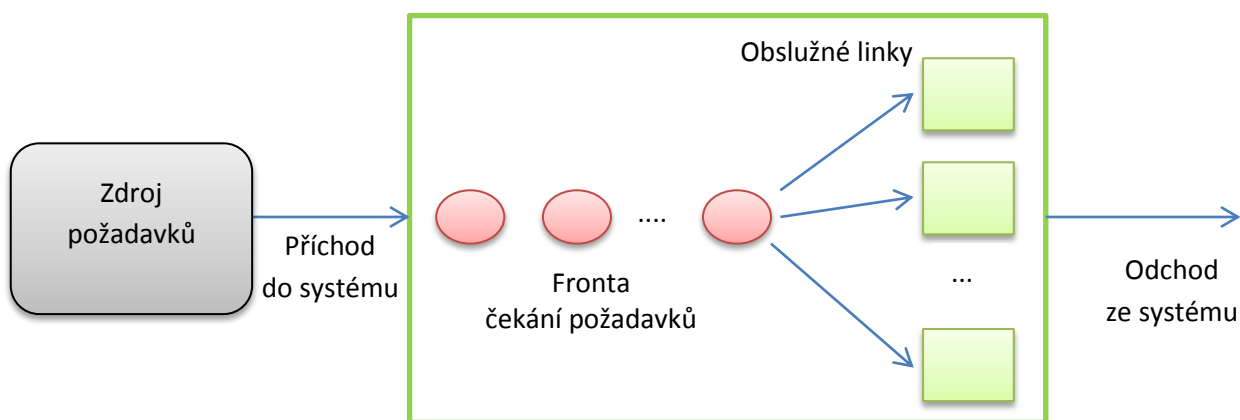 Obslužné linky
Zdroj
požadavků
Příchod
do systému
....
Fronta
čekání požadavků
...
Odchod
ze systému